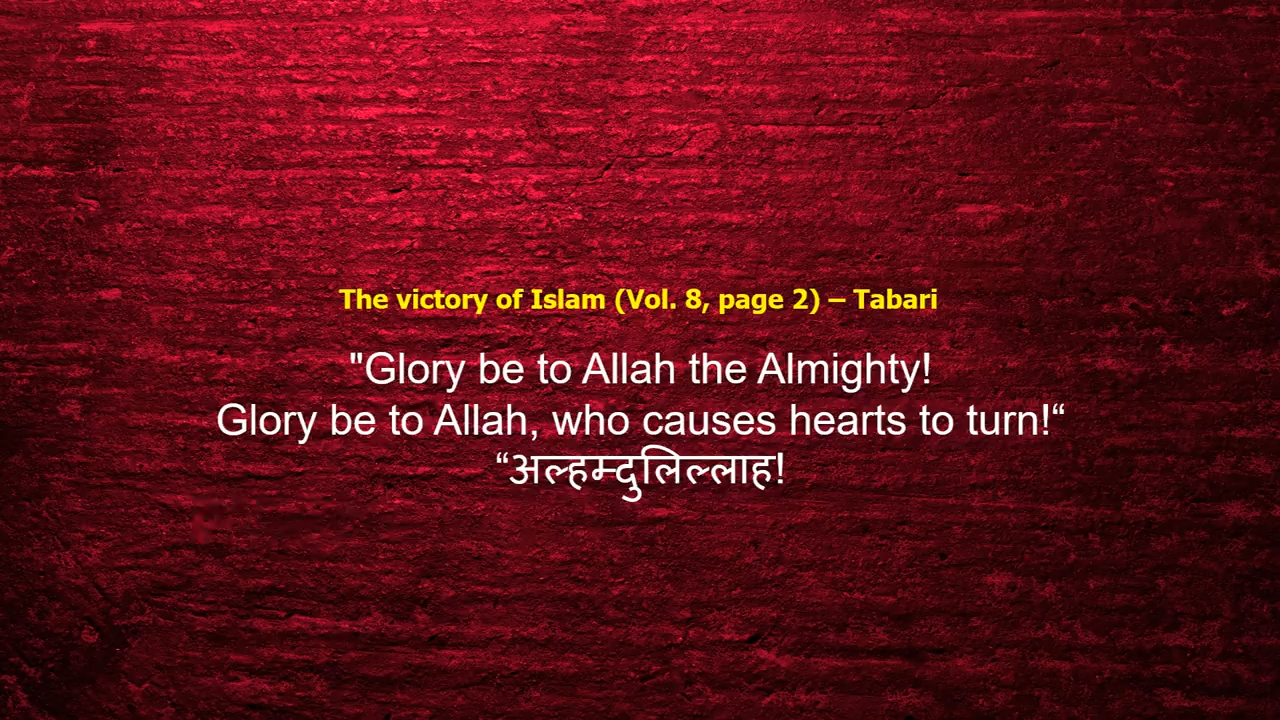 The victory of Islam (Vol. 8, page 2) – Tabari
"Glory be to Allah the Almighty!
Glory be to Allah, who causes hearts to turn!“
“अल्हम्दुलिल्लाह!